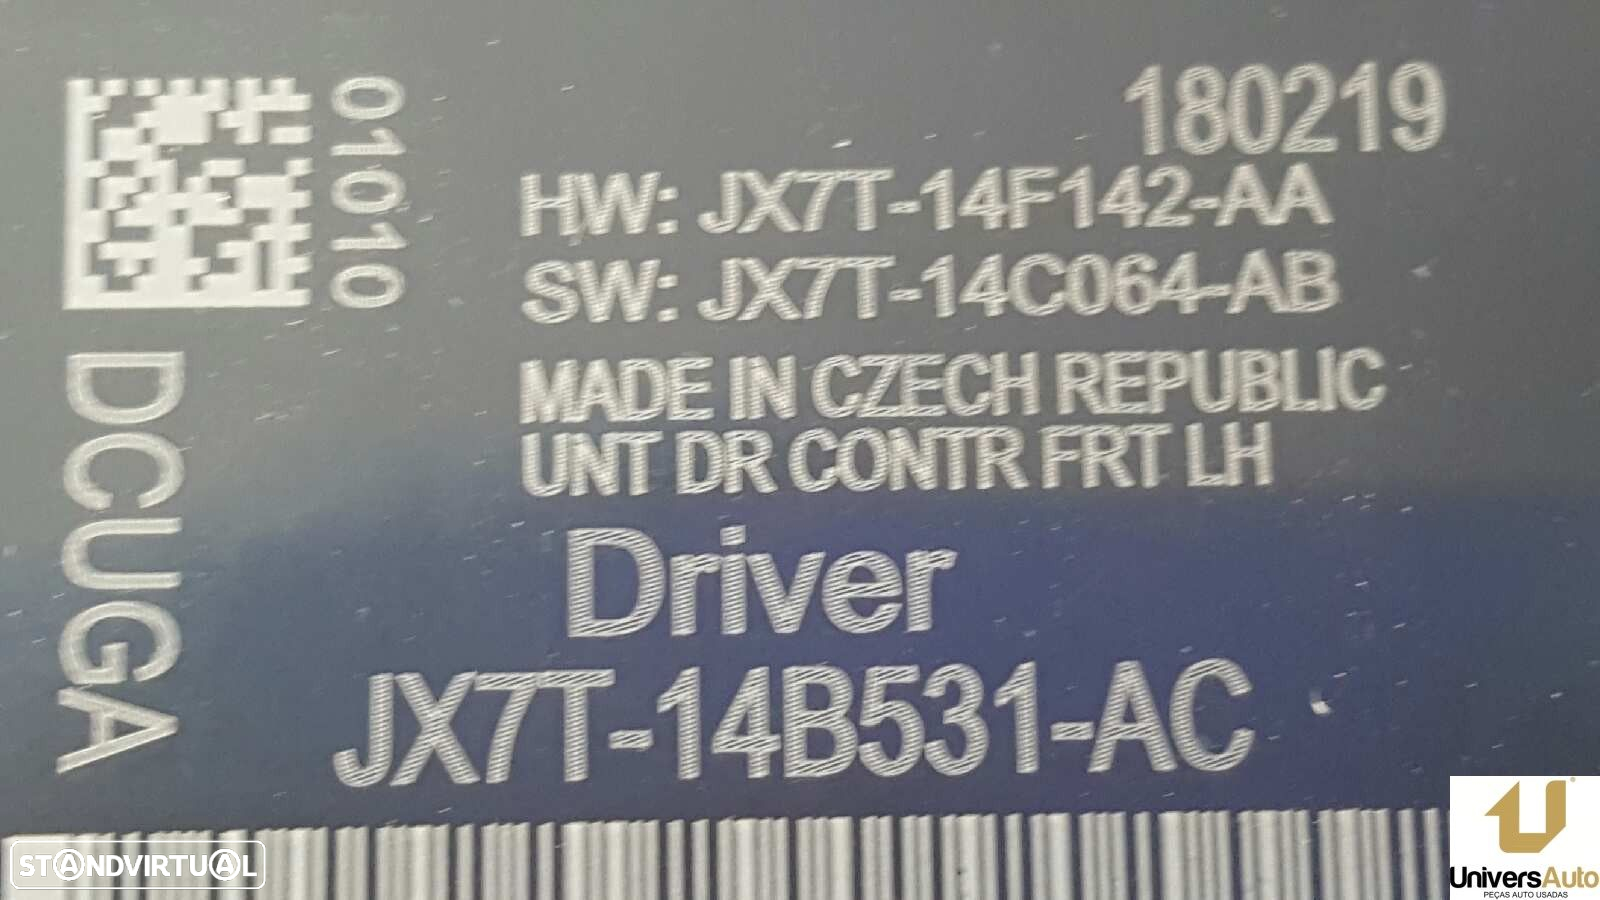 180219
011010
HW: JX7T-14F142-AA
SW: JX7T-14C064-AB
MADE IN CZECH REPUBLIC
UNT DR CONTR FRT LH
Driver
JX7T-14B531-AC
DCUGA
STANDVIRTUAL
UniversAuto
PEÇAS AUTO USADAS